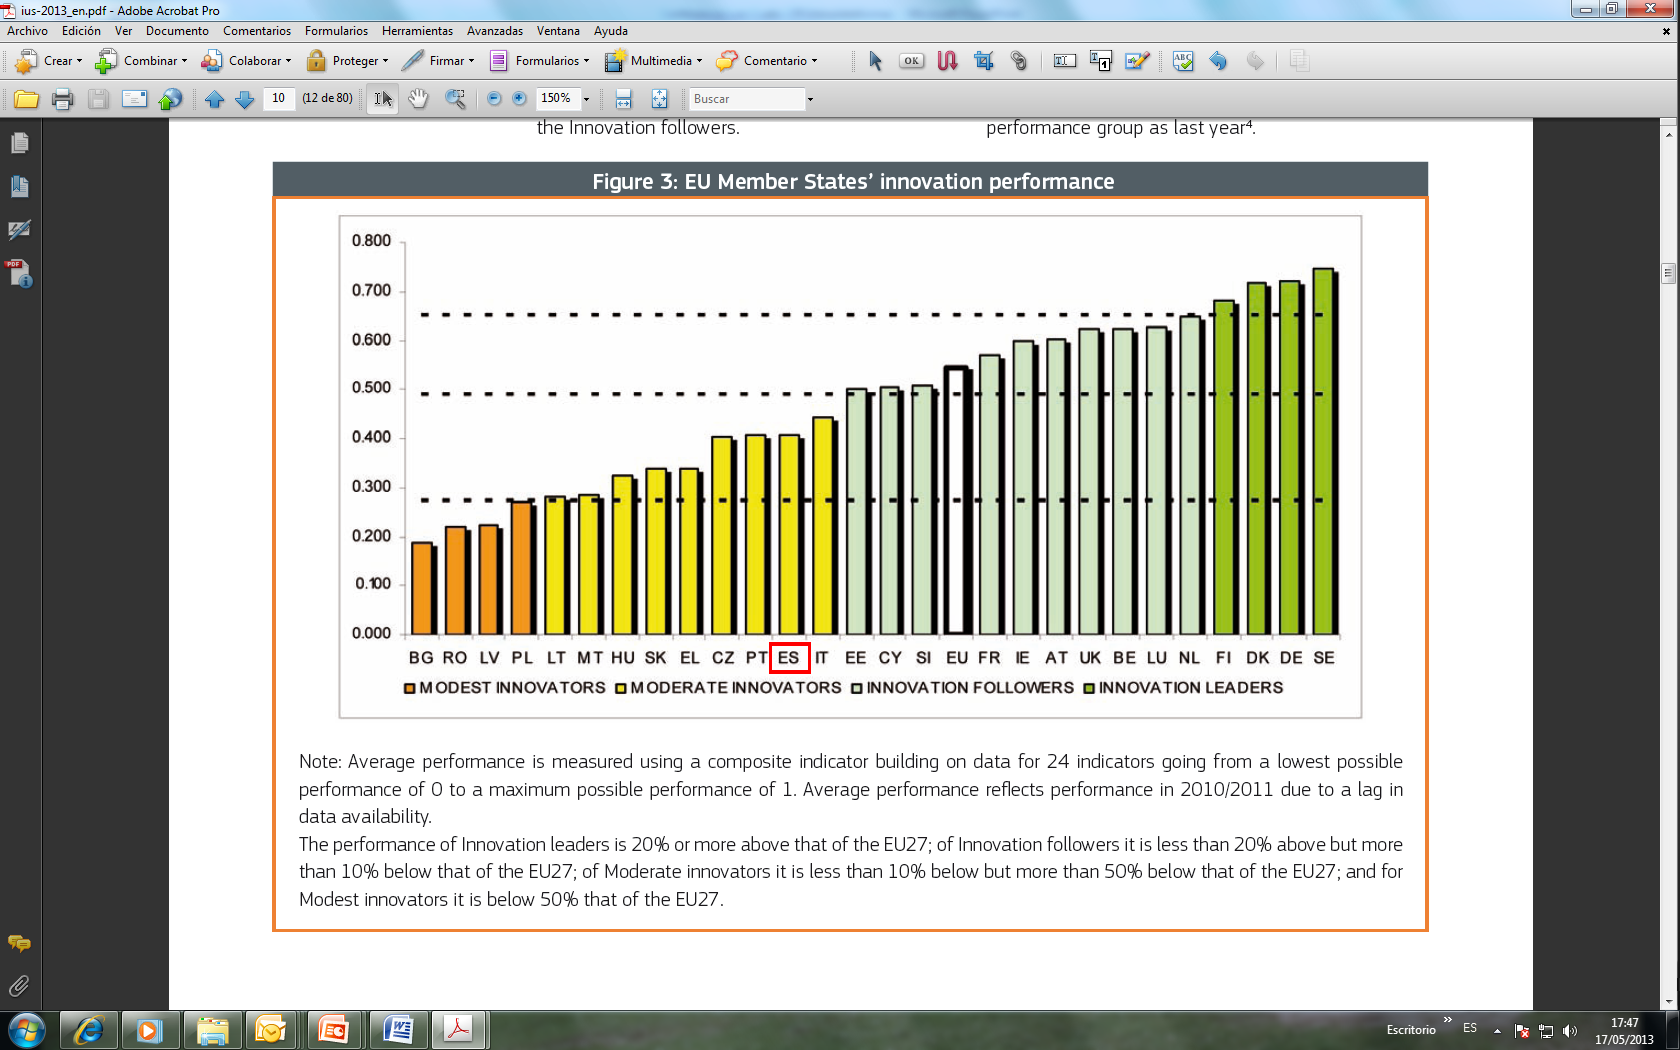 ius-2013_en.pdf - Adobe Acrobat Pro
Archivo Edición Ver Documento Comentarios Formularios Herramientas Avanzadas Ventana Ayuda
Crear Combinar Colaborar Proteger Firmar Formularios Multimedia Comentario OK
10 (12 de 80) 150% Buscar
the Innovation followers. performance group as last year⁴.
Figure 3: EU Member States' innovation performance
0.800
0.700
0.600
0.500
0.400
0.300
0.200
0.100
0.000
BG RO LV PL LT MT HU SK EL CZ PT ES IT EE CY SI EU FR IE AT UK BE LU NL FI DK DE SE
MODEST INNOVATORS MODERATE INNOVATORS INNOVATION FOLLOWERS INNOVATION LEADERS
Note: Average performance is measured using a composite indicator building on data for 24 indicators going from a lowest possible
performance of 0 to a maximum possible performance of 1. Average performance reflects performance in 2010/2011 due to a lag in
data availability.
The performance of Innovation leaders is 20% or more above that of the EU27; of Innovation followers it is less than 20% above but more
than 10% below that of the EU27; of Moderate innovators it is less than 10% below but more than 50% below that of the EU27; and for
Modest innovators it is below 50% that of the EU27.
Escritorio ES 17:47
17/05/2013